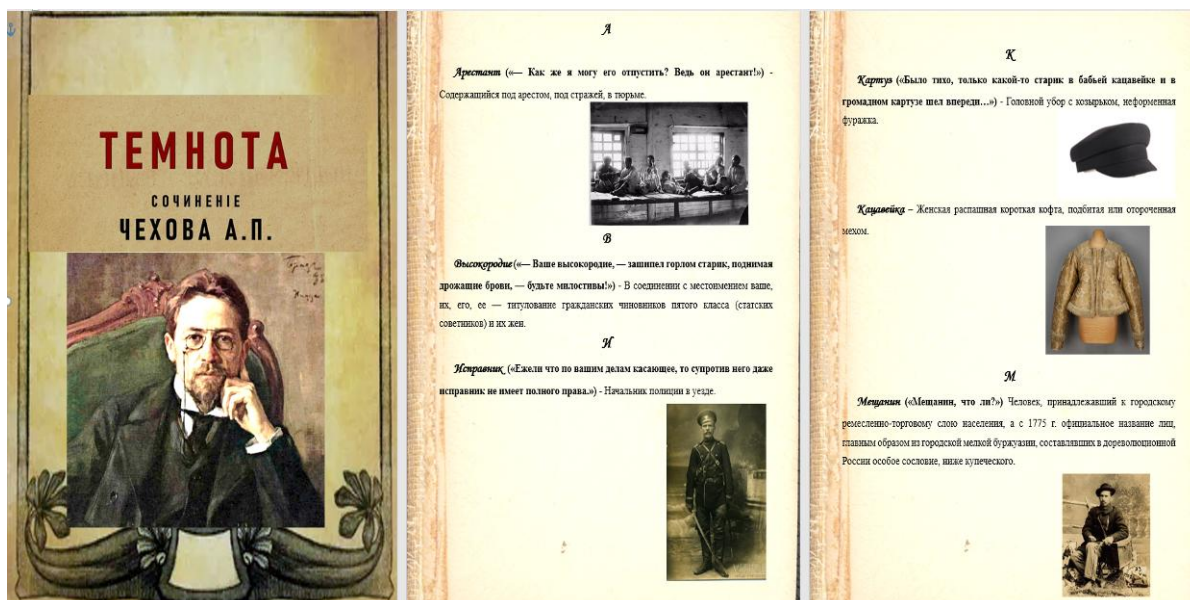 ТЕМНОТА
СОЧИНЕНІЕ
ЧЕХОВА А.П.
А
Арестант («— Как же я могу его отпустить? Ведь он арестант!») -
Содержащийся под арестом, под стражей, в тюрьме.
В
Высокородие («— Ваше высокородие, — зашипел горлом старик, поднимая
дрожащие брови, — будьте милостивы!») - В соединении с местоимением ваше,
их, его, ее — титулование гражданских чиновников пятого класса (статских
советников) и их жен.
И
Исправник («Ежели что по вашим делам касающее, то супротив него даже
исправник не имеет полного права.») - Начальник полиции в уезде.
К
Картуз («Было тихо, только какой-то старик в бабьей кацавейке и в
громадном картузе шел впереди…») - Головной убор с козырьком, неформенная
фуражка.
Кацавейка – Женская распашная короткая кофта, подбитая или отороченная
мехом.
М
Мещанин («Мещанин, что ли?») Человек, принадлежавший к городскому
ремесленно-торговому слою населения, а с 1775 г. официальное название лиц,
главным образом из городской мелкой буржуазии, составлявших в дореволюционной
России особое сословие, ниже купеческого.